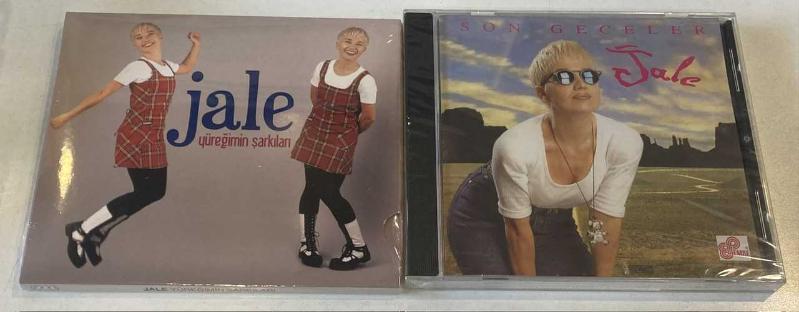 jale
yüreğimin şarkıları
JALE YÜREĞİMİN ŞARKILARI
SON GECELER
Jale